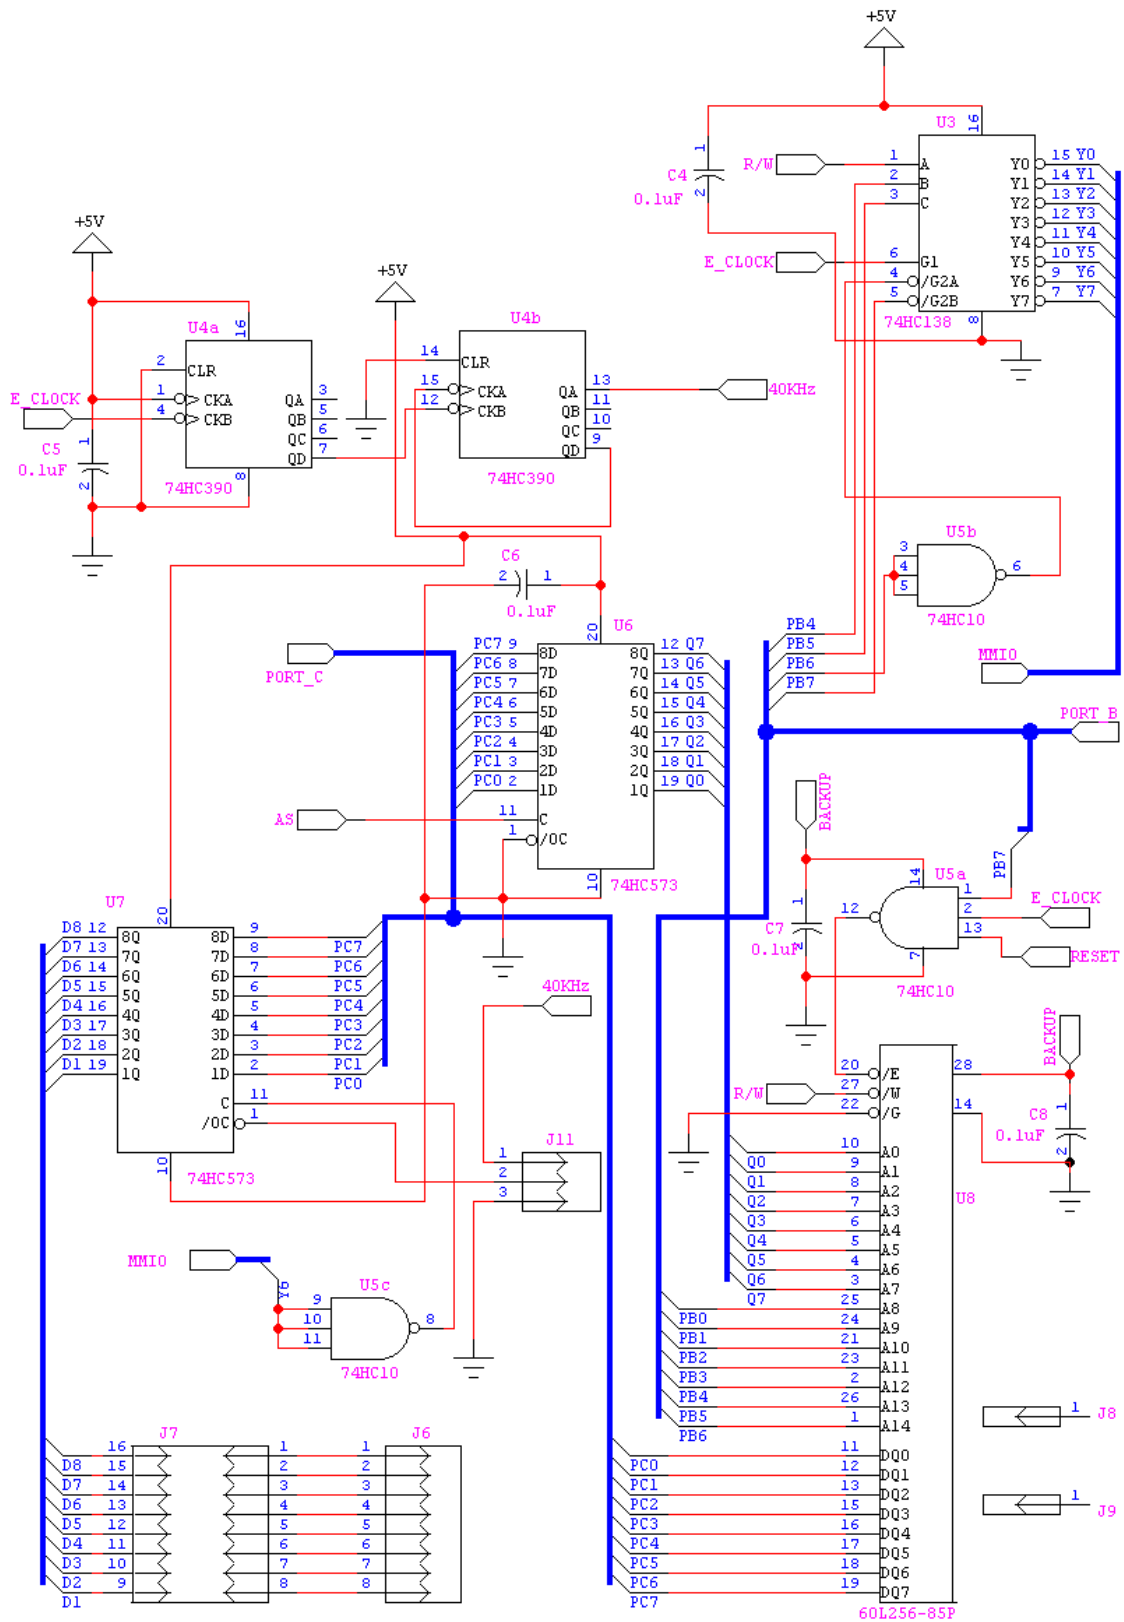 +5V
U3
16
R/W
1 A
2 B
3 C
E_CLOCK
6 G1
4 /G2A
5 /G2B
8
74HC138
Y0 15 Y0
Y1 14 Y1
Y2 13 Y2
Y3 12 Y3
Y4 11 Y4
Y5 10 Y5
Y6 9 Y6
Y7 7 Y7
1
C4
0.1uF
2
+5V
U4a
16
2 CLR
1 CKA
4 CKB
E_CLOCK
QA 3
QB 5
QC 6
QD 7
8
74HC390
1
C5
0.1uF
2
+5V
U4b
14 CLR
15 CKA
12 CKB
QA 13
QB 11
QC 10
QD 9
40KHz
74HC390
U5b
3
4
5
6
74HC10
MMIO
PORT_B
PB4
PB5
PB6
PB7
C6
2 1
0.1uF
U6
20
PORT_C
PC7 9 8D
PC6 8 7D
PC5 7 6D
PC4 6 5D
PC3 5 4D
PC2 4 3D
PC1 3 2D
PC0 2 1D
AS
11 C
1 /OC
8Q 12 Q7
7Q 13 Q6
6Q 14 Q5
5Q 15 Q4
4Q 16 Q3
3Q 17 Q2
2Q 18 Q1
1Q 19 Q0
10
74HC573
BACKUP
PB7
U5a
14
1
2
13
12
7
E_CLOCK
RESET
74HC10
1
C7
0.1uF
2
U7
20
D8 12 8Q
D7 13 7Q
D6 14 6Q
D5 15 5Q
D4 16 4Q
D3 17 3Q
D2 18 2Q
D1 19 1Q
8D 9
7D 8
6D 7
5D 6
4D 5
3D 4
2D 3
1D 2
C 11
/OC 1
PC7
PC6
PC5
PC4
PC3
PC2
PC1
PC0
10
74HC573
40KHz
J11
1
2
3
MMIO
Y6
U5c
9
10
11
8
74HC10
BACKUP
1
C8
0.1uF
2
20 /E
R/W
27 /W
22 /G
28
14
U8
Q0
Q1
Q2
Q3
Q4
Q5
Q6
Q7
10 A0
9 A1
8 A2
7 A3
6 A4
5 A5
4 A6
3 A7
25 A8
24 A9
21 A10
23 A11
2 A12
26 A13
1 A14
PB0
PB1
PB2
PB3
PB4
PB5
PB6
11 DQ0
12 DQ1
13 DQ2
15 DQ3
16 DQ4
17 DQ5
18 DQ6
19 DQ7
PC0
PC1
PC2
PC3
PC4
PC5
PC6
PC7
60L256-85P
1 J8
1 J9
J7
J6
16
15
14
13
12
11
10
9
D8
D7
D6
D5
D4
D3
D2
D1
1 1
2 2
3 3
4 4
5 5
6 6
7 7
8 8